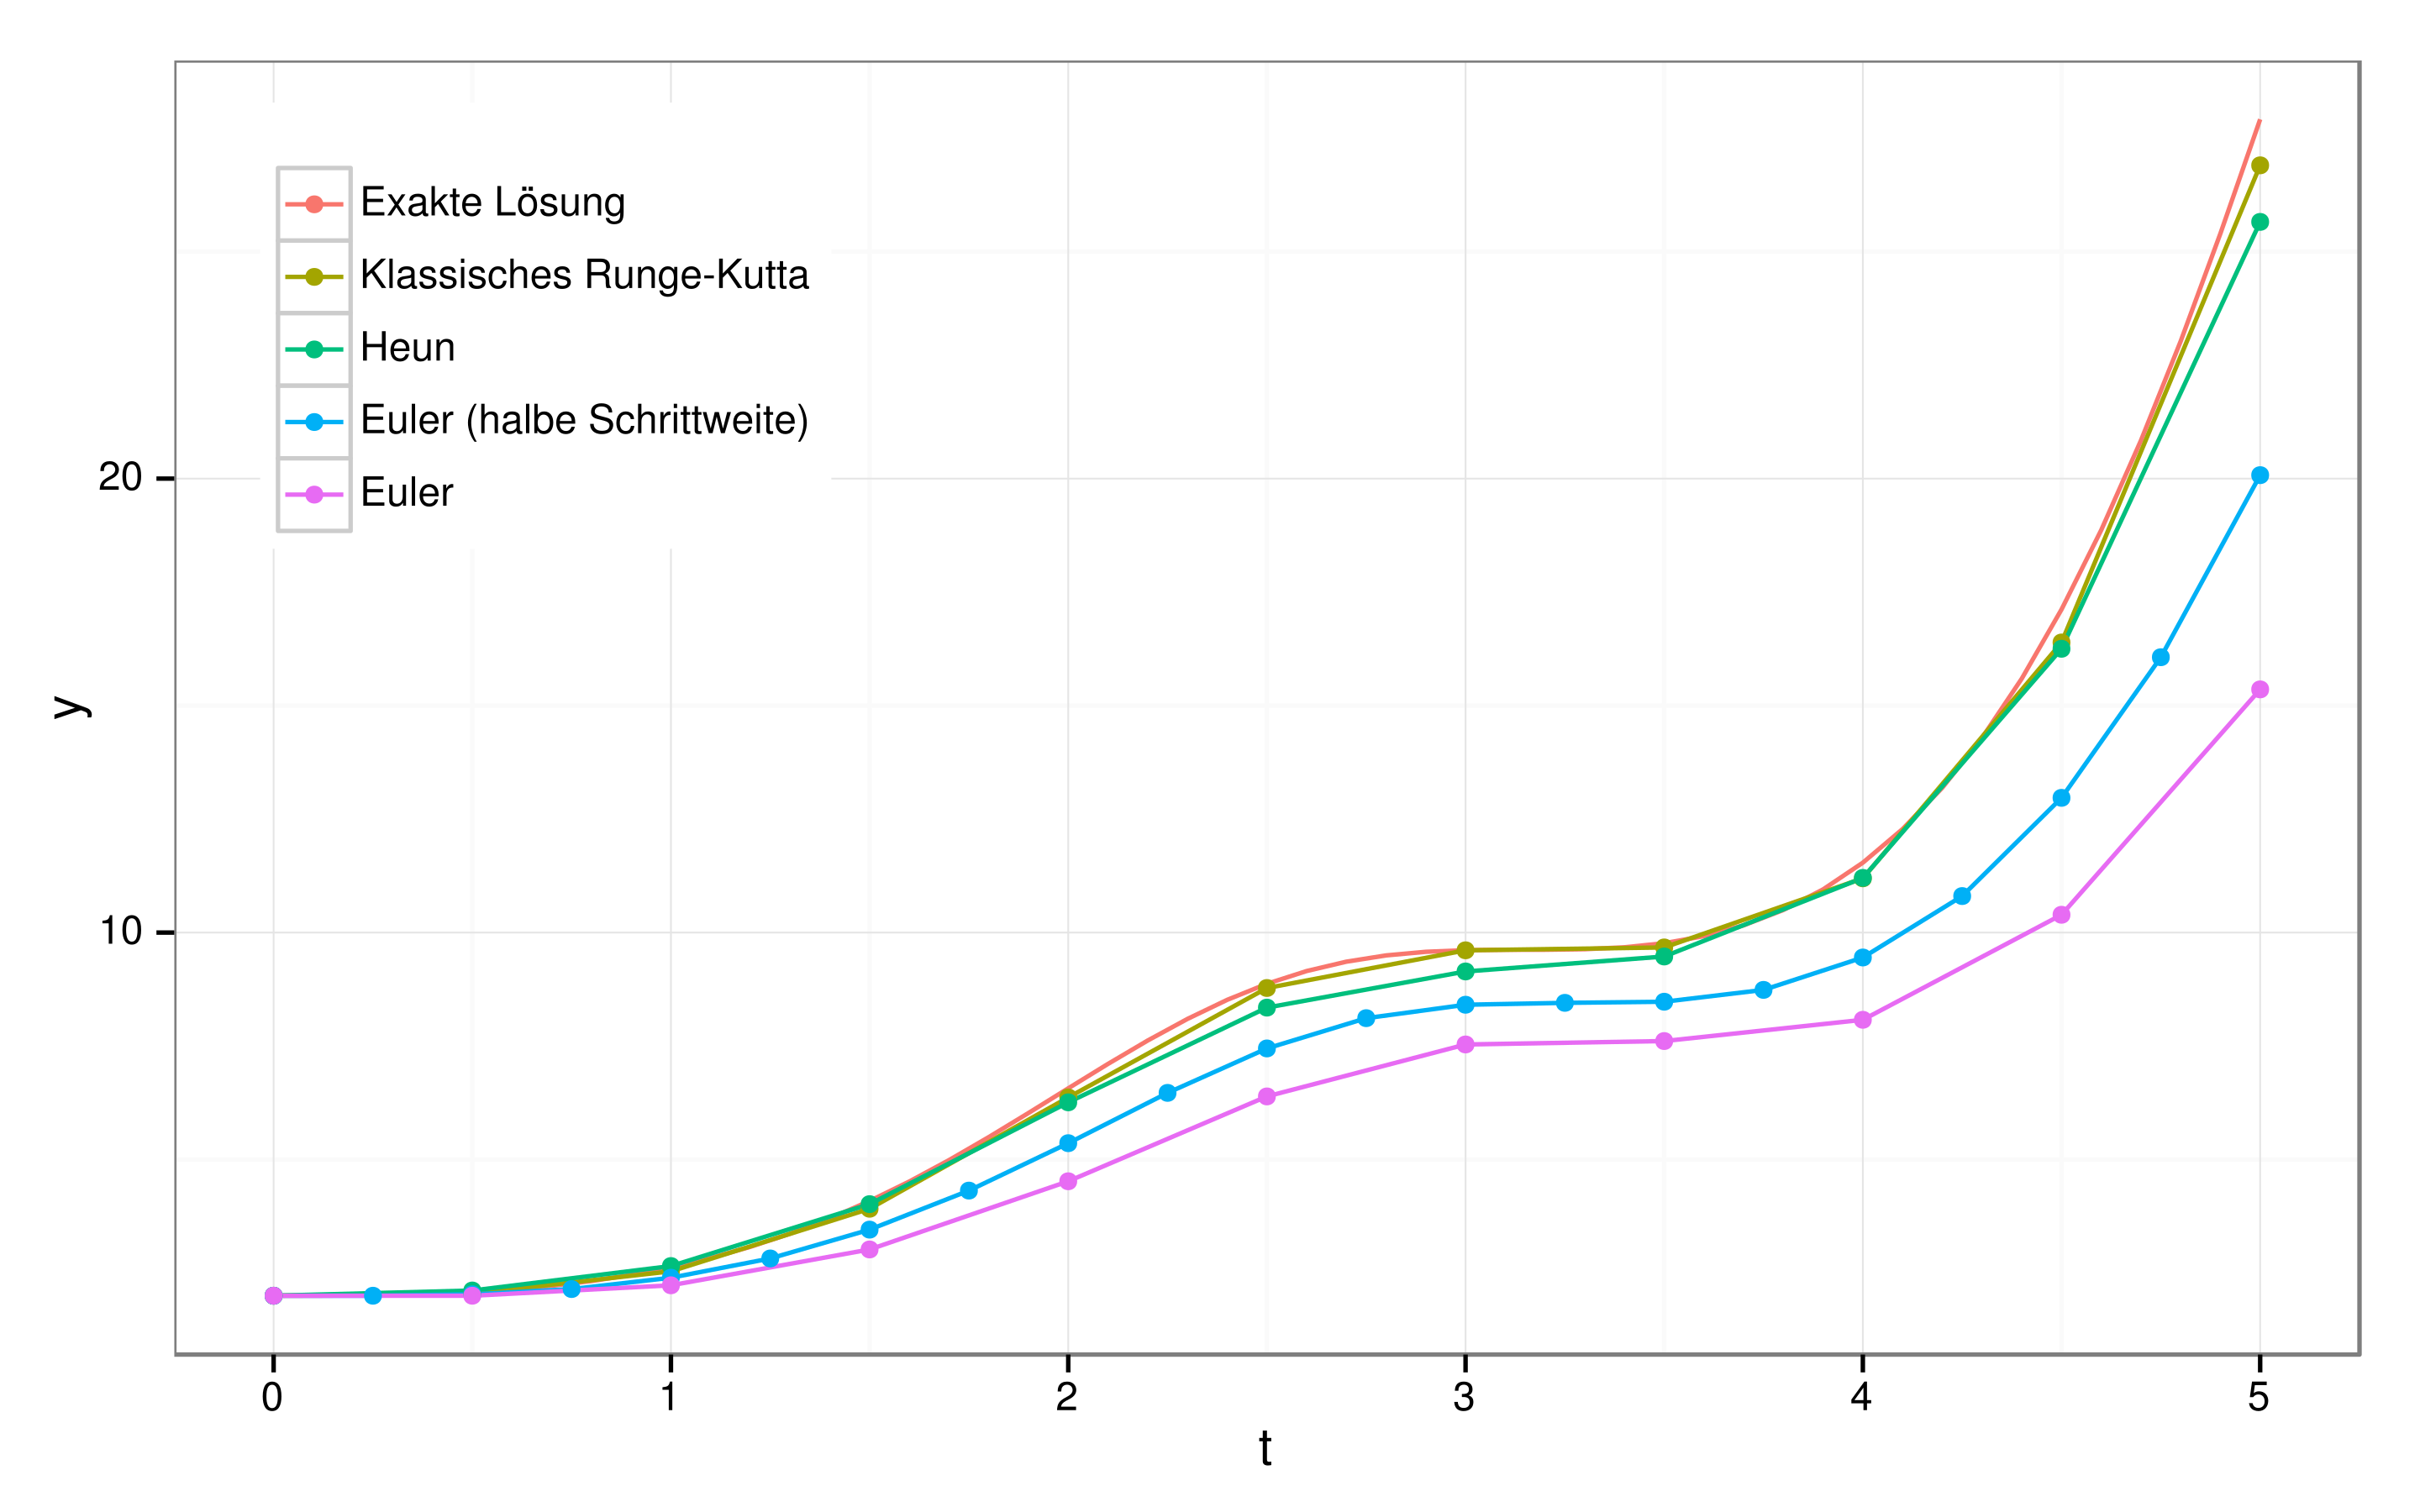 Exakte Lösung
Klassisches Runge-Kutta
Heun
Euler (halbe Schrittweite)
Euler
20
10
y
0 1 2 3 4 5
t